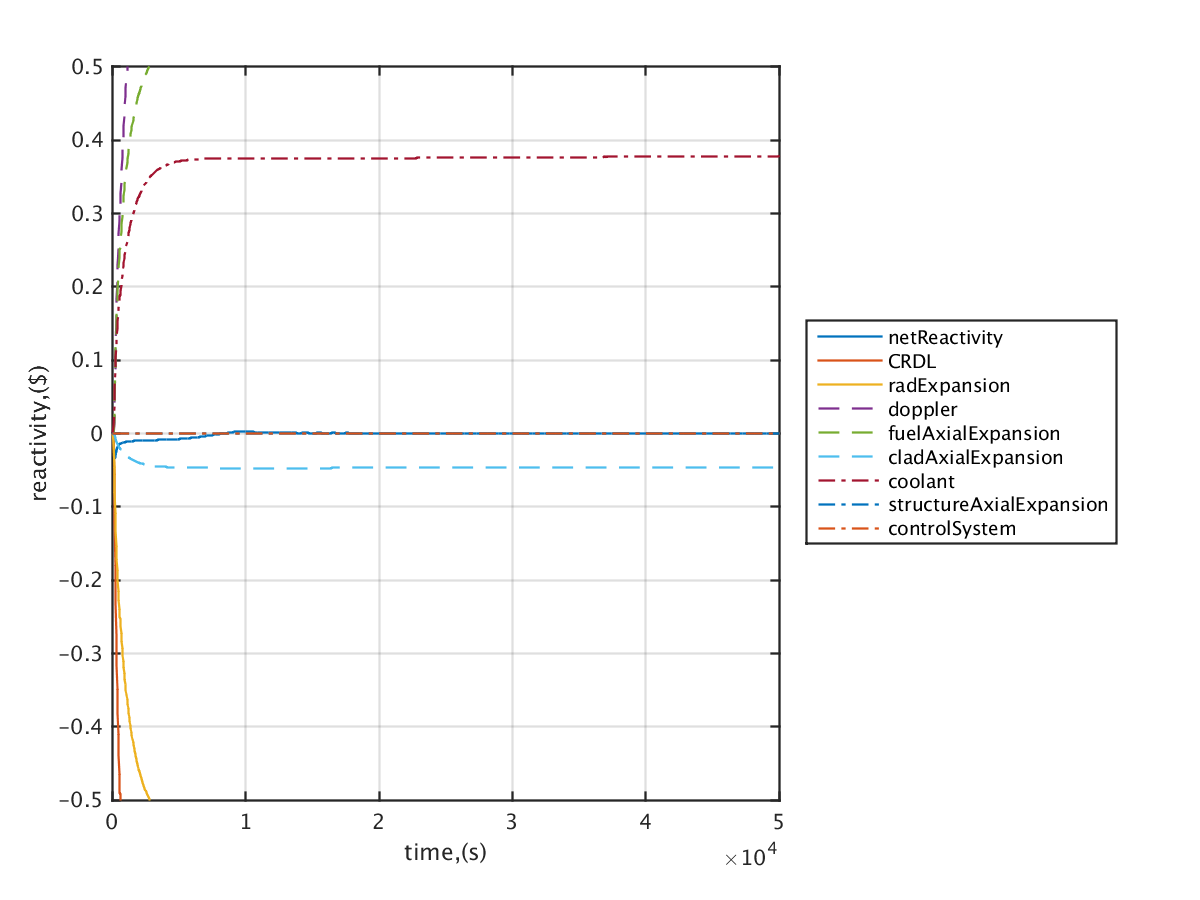 0.5
0.4
0.3
0.2
0.1
0
-0.1
-0.2
-0.3
-0.4
-0.5
reactivity,($)
0 1 2 3 4 5
time,(s)
×10^4
netReactivity
CRDL
radExpansion
doppler
fuelAxialExpansion
cladAxialExpansion
coolant
structureAxialExpansion
controlSystem